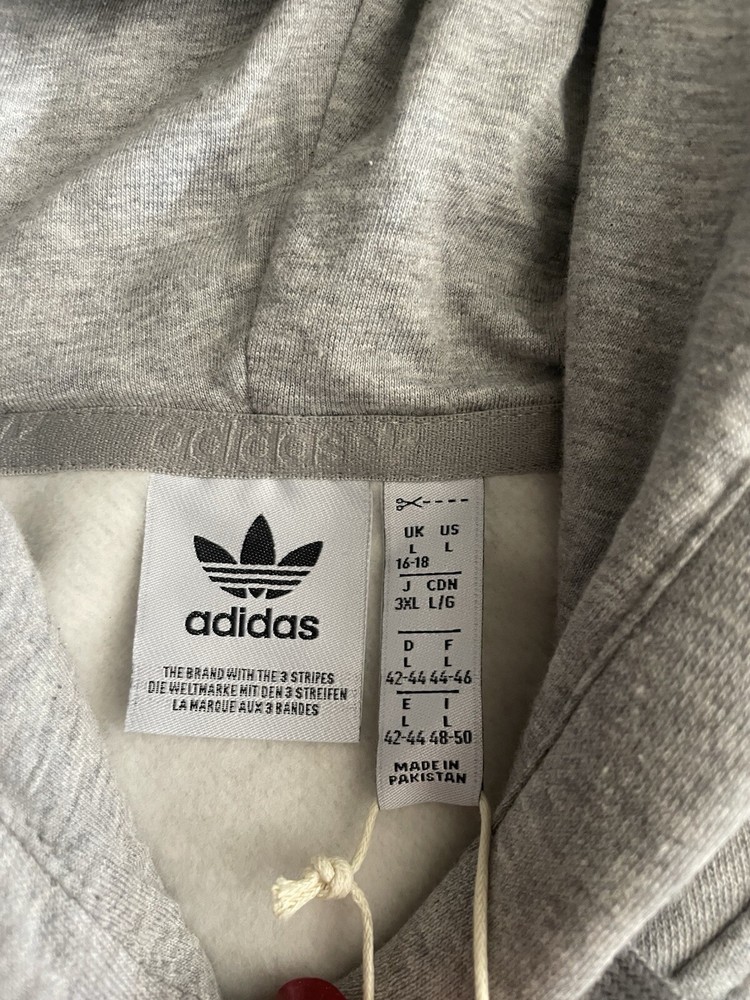 adidas
adidas
THE BRAND WITH THE 3 STRIPES
DIE WELTMARKE MIT DEN 3 STREIFEN
LA MARQUE AUX 3 BANDES
UK US
L L
16-18
J CDN
3XL L/G
D F
L L
42-44 44-46
E I
L L
42-44 48-50
MADE IN
PAKISTAN